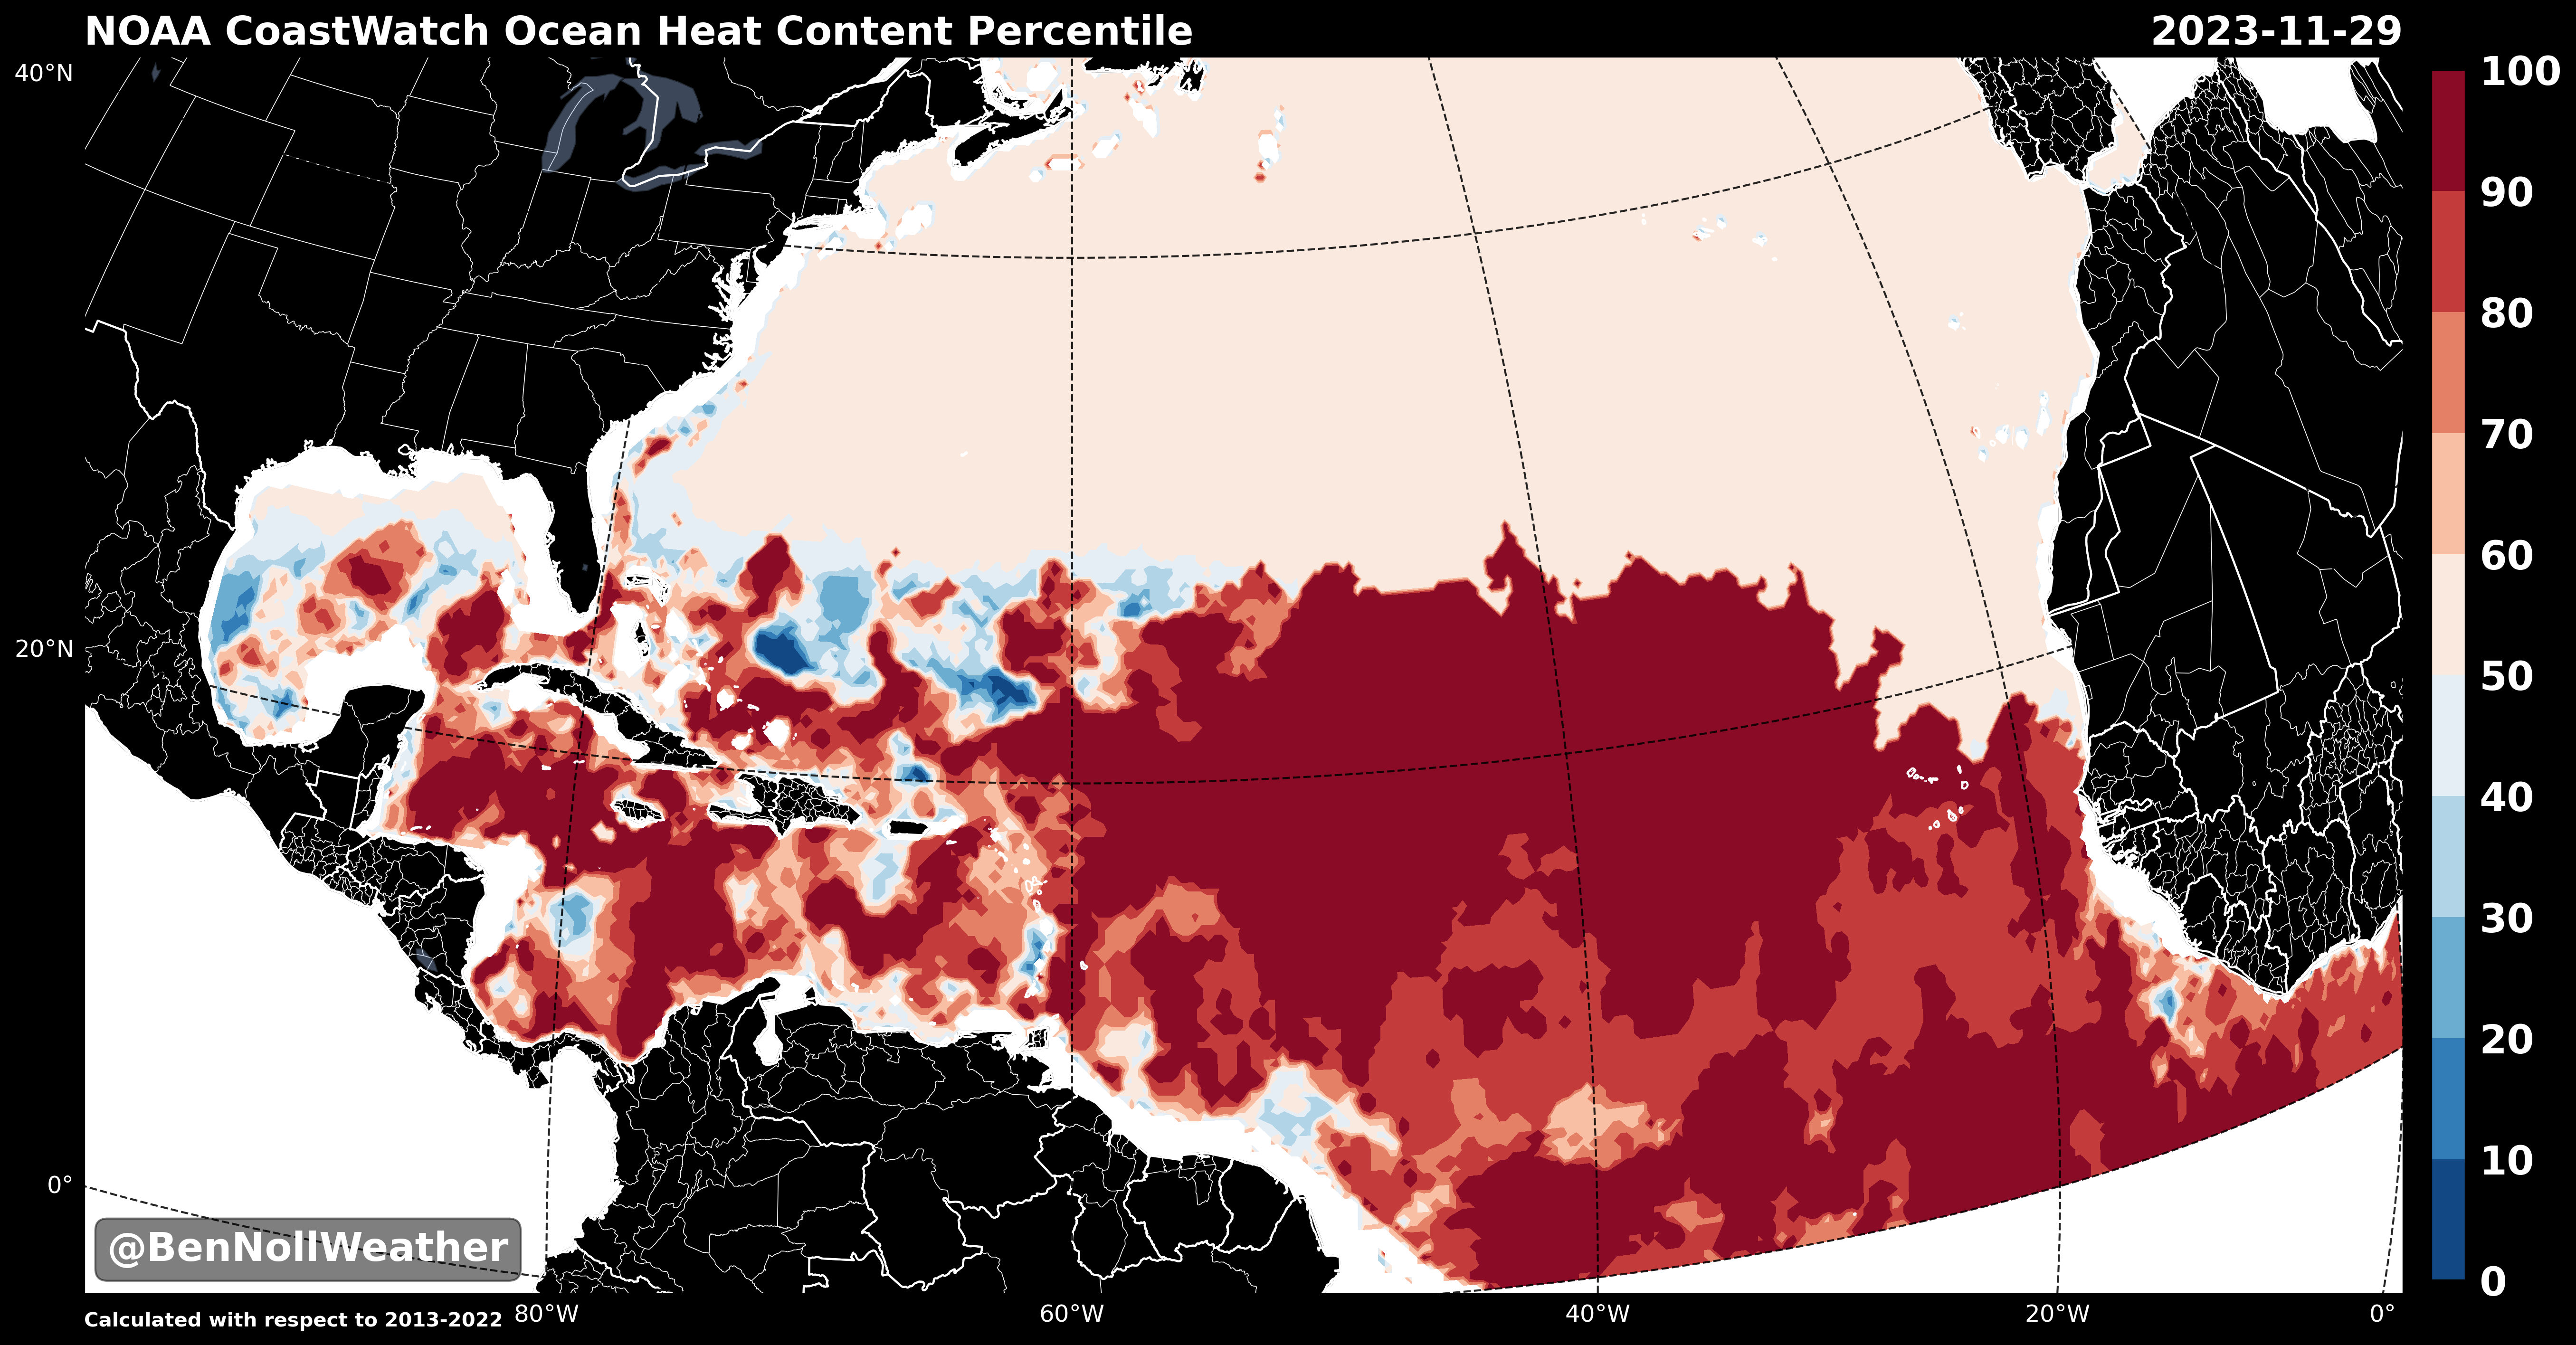 NOAA CoastWatch Ocean Heat Content Percentile 2023-11-29
40°N
20°N
0°
100
90
80
70
60
50
40
30
20
10
0
@BenNollWeather
Calculated with respect to 2013-2022
80°W 60°W 40°W 20°W 0°